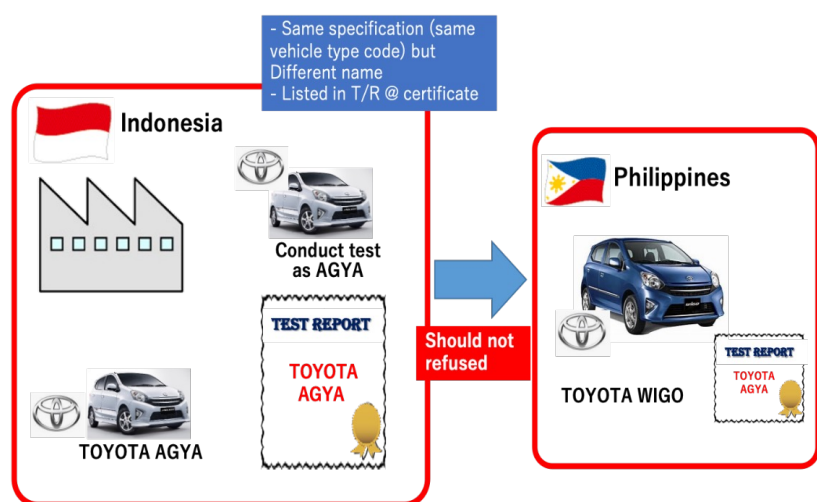 - Same specification (same
vehicle type code) but
Different name
- Listed in T/R @ certificate
Indonesia
Conduct test
as AGYA
TEST REPORT
TOYOTA
AGYA
TOYOTA AGYA
Should not
refused
Philippines
TOYOTA WIGO
TEST REPORT
TOYOTA
AGYA